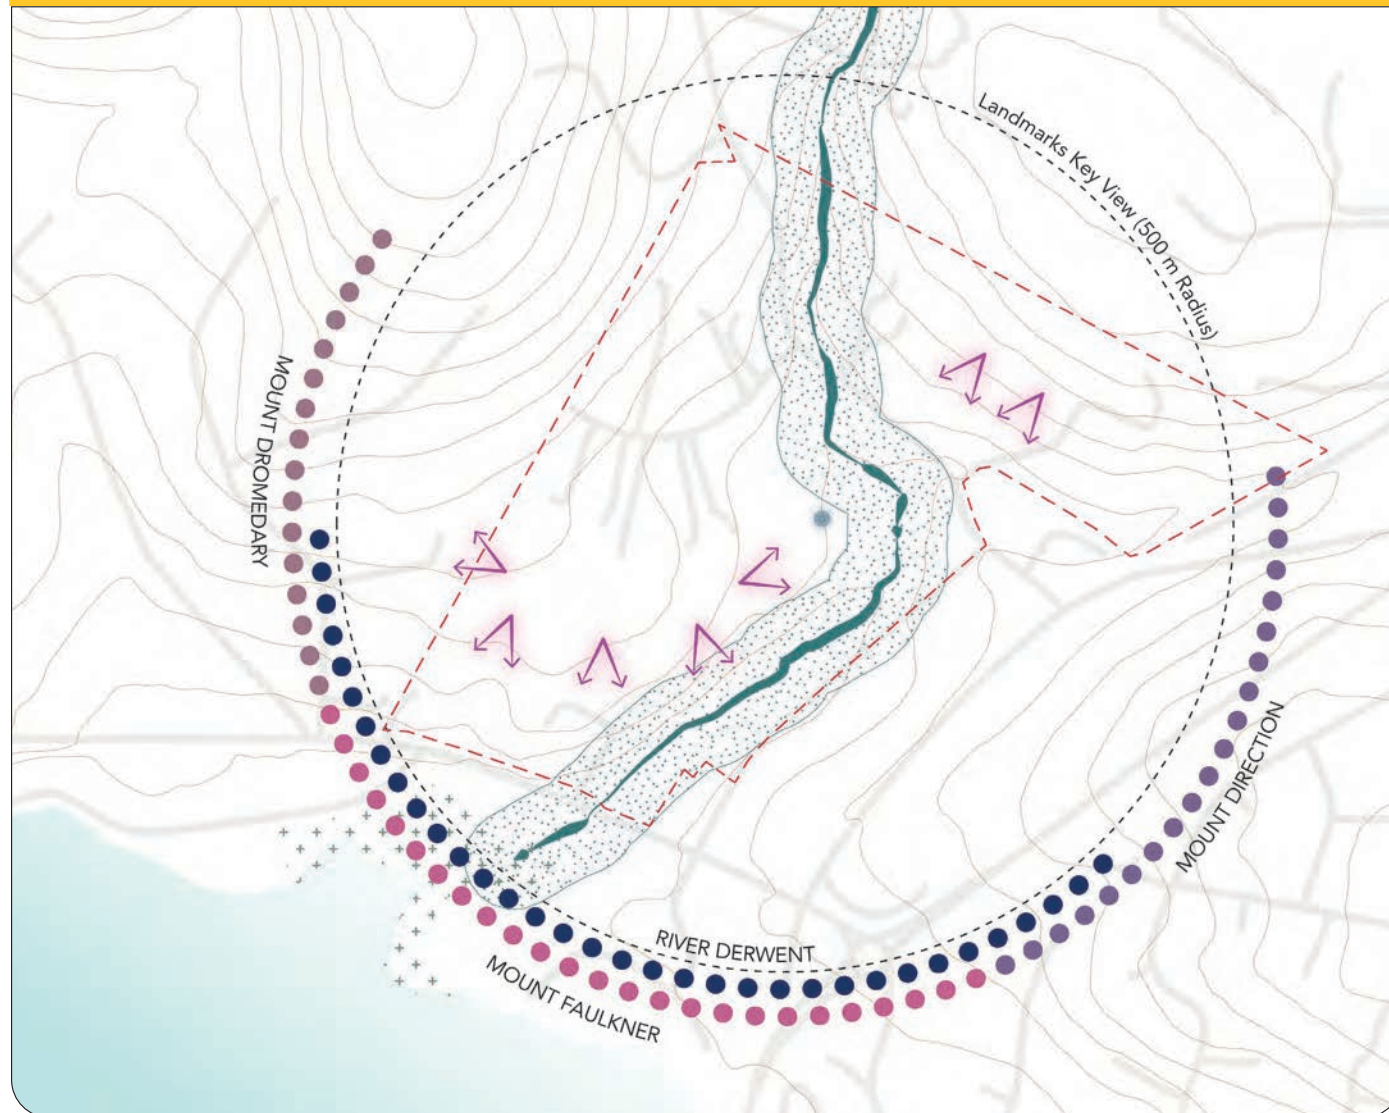 Landmarks Key View (500 m Radius)
MOUNT DROMEDARY
MOUNT DIRECTION
RIVER DERWENT
MOUNT FAULKNER